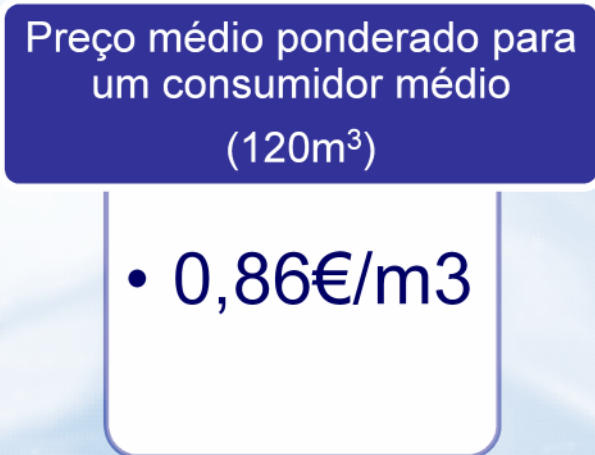 Preço médio ponderado para
um consumidor médio
(120m³)
• 0,86€/m3